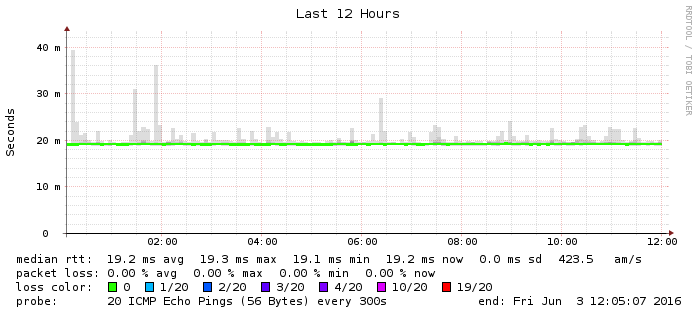 Last 12 Hours
RRDTOOL / TOBI OETIKER
Seconds
40 m
30 m
20 m
10 m
0
02:00 04:00 06:00 08:00 10:00 12:00
median rtt: 19.2 ms avg 19.3 ms max 19.1 ms min 19.2 ms now 0.0 ms sd 423.5 am/s
packet loss: 0.00 % avg 0.00 % max 0.00 % min 0.00 % now
loss color: 0 1/20 2/20 3/20 4/20 10/20 19/20
probe: 20 ICMP Echo Pings (56 Bytes) every 300s end: Fri Jun 3 12:05:07 2016